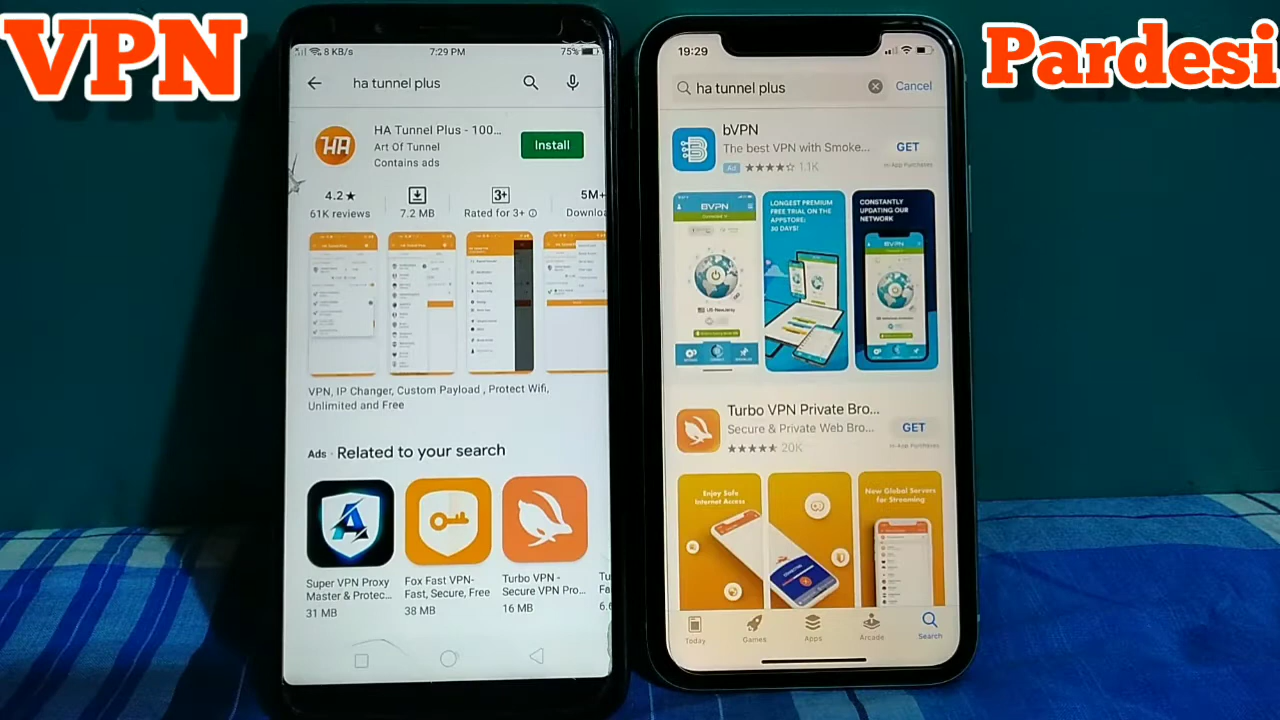 VPN
Pardesi
8 KB/s
7:29 PM
75%
ha tunnel plus
HA
HA Tunnel Plus - 100...
Art Of Tunnel
Contains ads
Install
4.2★
61K reviews
7.2 MB
3+
Rated for 3+
5M+
Downloa
VPN, IP Changer, Custom Payload , Protect Wifi,
Unlimited and Free
Ads · Related to your search
Super VPN Proxy
Master & Protec...
31 MB
Fox Fast VPN-
Fast, Secure, Free
38 MB
Turbo VPN -
Secure VPN Pro...
16 MB
Tu
Fa
6.6
19:29
ha tunnel plus
Cancel
bVPN
The best VPN with Smoke...
Ad ★★★★☆ 1.1K
GET
In-App Purchases
BVPN
LONGEST PREMIUM
FREE TRIAL ON THE
APPSTORE:
30 DAYS!
CONSTANTLY
UPDATING OUR
NETWORK
BVPN
Turbo VPN Private Bro...
Secure & Private Web Bro...
20K
GET
In-App Purchases
Enjoy Safe
Internet Access
New Global Servers
for Streaming
Today
Games
Apps
Arcade
Search